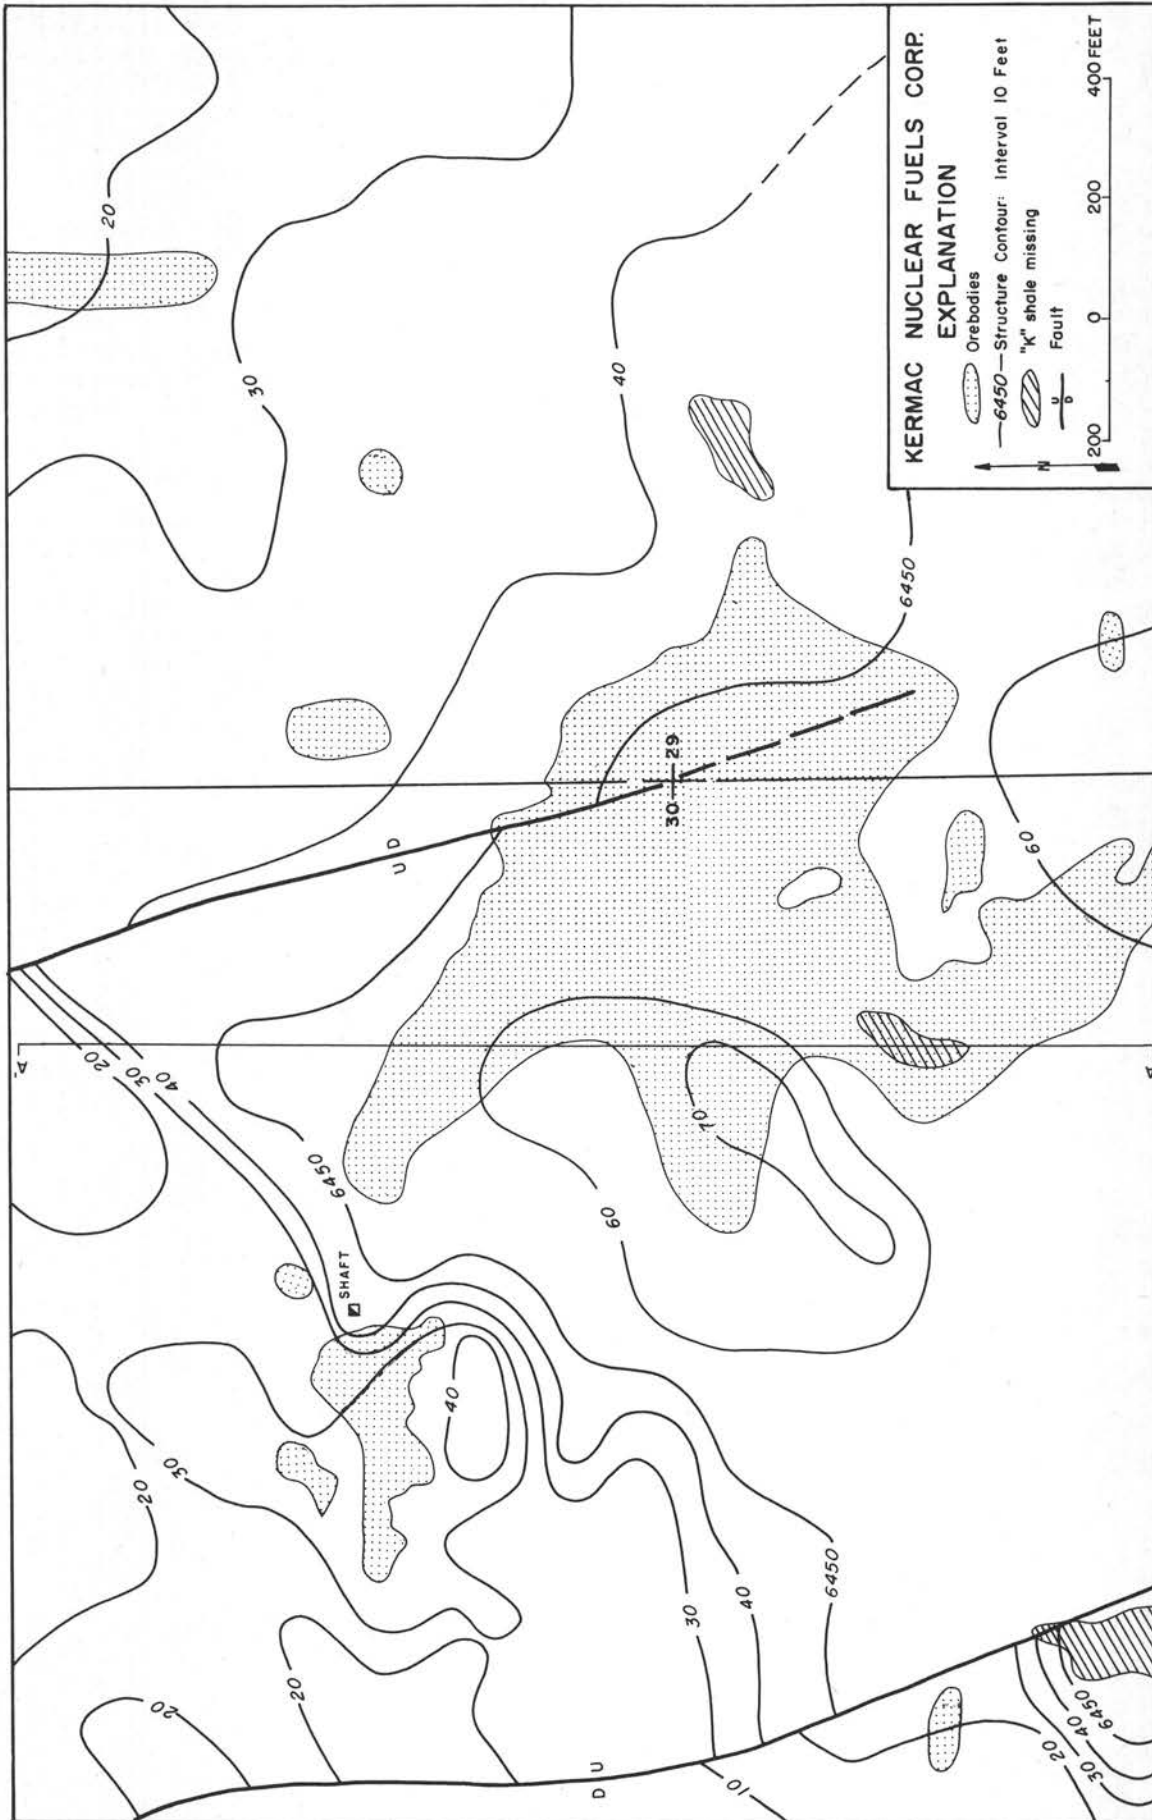 KERMAC NUCLEAR FUELS CORP.
EXPLANATION
Orebodies
6450 Structure Contour: Interval 10 Feet
"K" shale missing
U
D
Fault
N
200 0 200 400 FEET
20
30
40
6450
60
30 29
U D
A'
20
30
40
6450
SHAFT
60
70
A
40
20
30
20
20
30
40
6450
D U
10
20
30
40
6450